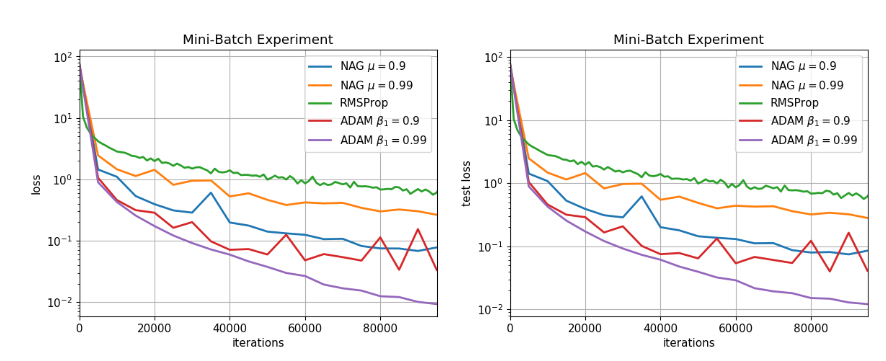 Mini-Batch Experiment
loss
10²
10¹
10⁰
10⁻¹
10⁻²
0 20000 40000 60000 80000
iterations
NAG μ = 0.9
NAG μ = 0.99
RMSProp
ADAM β₁ = 0.9
ADAM β₁ = 0.99
Mini-Batch Experiment
test loss
10²
10¹
10⁰
10⁻¹
10⁻²
0 20000 40000 60000 80000
iterations
NAG μ = 0.9
NAG μ = 0.99
RMSProp
ADAM β₁ = 0.9
ADAM β₁ = 0.99